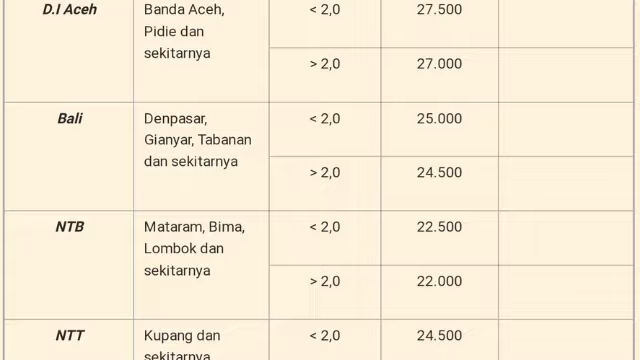 D.I Aceh Banda Aceh, < 2,0 27.500
Pidie dan
sekitarnya
> 2,0 27.000
Bali Denpasar, < 2,0 25.000
Gianyar, Tabanan
dan sekitarnya
> 2,0 24.500
NTB Mataram, Bima, < 2,0 22.500
Lombok dan
sekitarnya
> 2,0 22.000
NTT Kupang dan < 2,0 24.500
sekitarnya